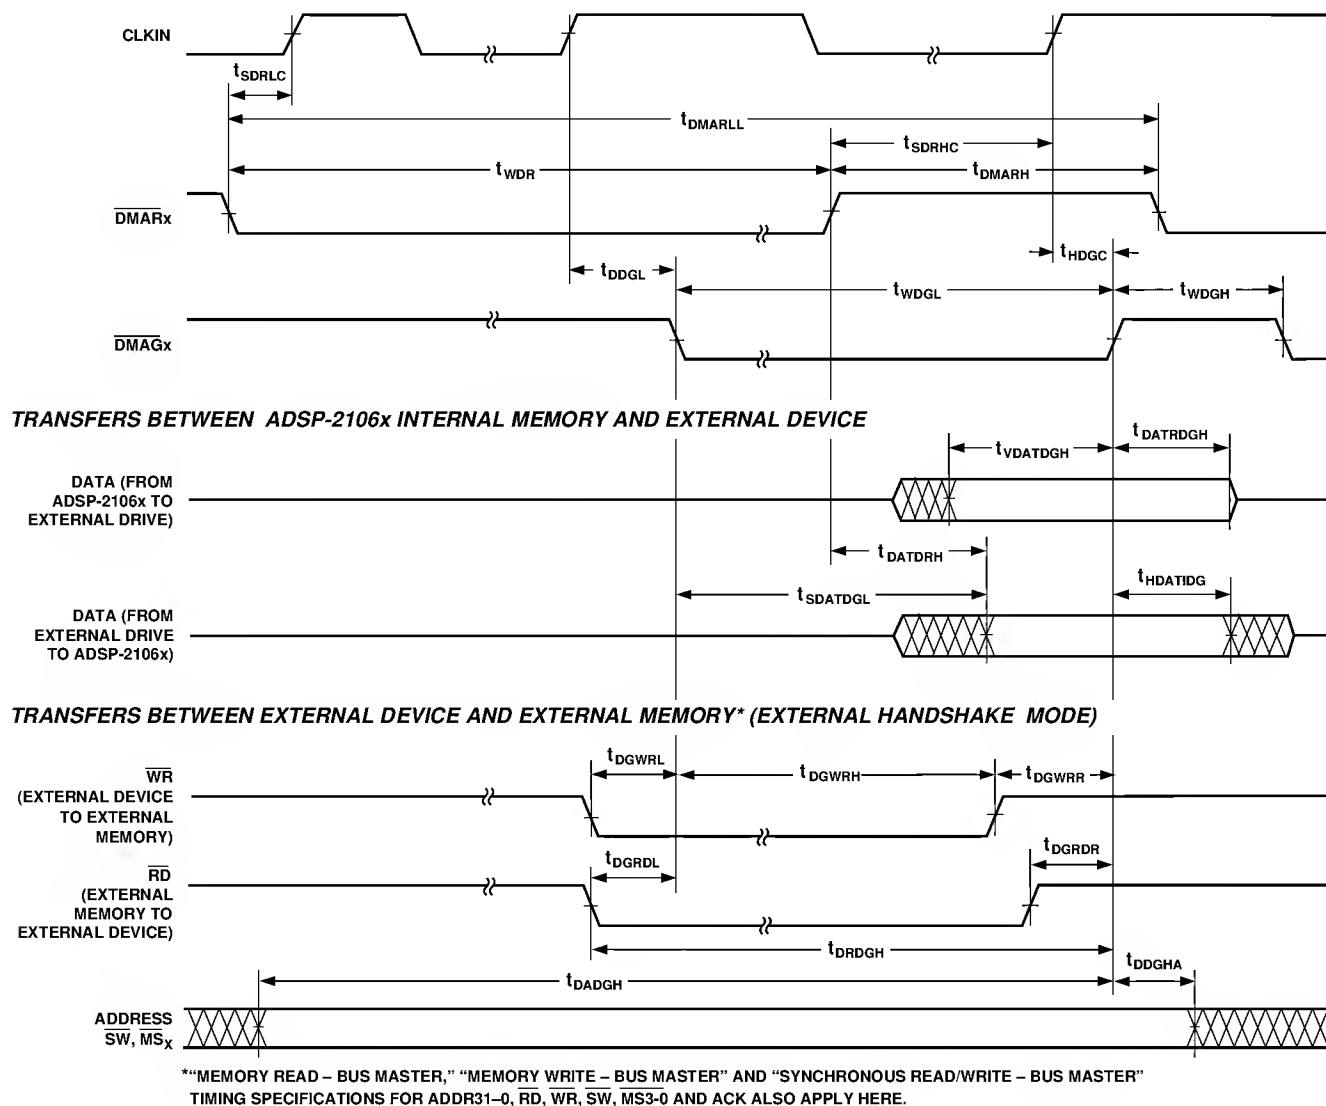 CLKIN
tSDRLC
tDMARLL
tSDRHC
tWDR
tDMARH
DMARx
tHDGC
tDDGL
tWDGL
tWDGH
DMAGx
TRANSFERS BETWEEN ADSP-2106x INTERNAL MEMORY AND EXTERNAL DEVICE
tDATRDGH
tVDATDGH
DATA (FROM
ADSP-2106x TO
EXTERNAL DRIVE)
tDATDRH
tHDATIDG
tSDATDGL
DATA (FROM
EXTERNAL DRIVE
TO ADSP-2106x)
TRANSFERS BETWEEN EXTERNAL DEVICE AND EXTERNAL MEMORY* (EXTERNAL HANDSHAKE MODE)
tDGWRL
tDGWRH
tDGWRR
WR
(EXTERNAL DEVICE
TO EXTERNAL
MEMORY)
tDGRDR
tDGRDL
RD
(EXTERNAL
MEMORY TO
EXTERNAL DEVICE)
tDRDGH
tDDGHA
tDADGH
ADDRESS
SW, MSx
*“MEMORY READ – BUS MASTER,” “MEMORY WRITE – BUS MASTER” AND “SYNCHRONOUS READ/WRITE – BUS MASTER”
TIMING SPECIFICATIONS FOR ADDR31–0, RD, WR, SW, MS3-0 AND ACK ALSO APPLY HERE.